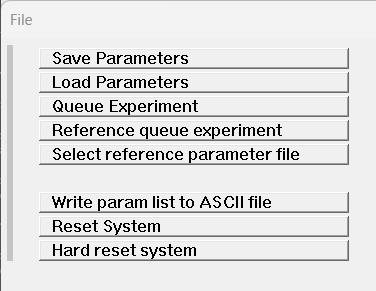 File
Save Parameters
Load Parameters
Queue Experiment
Reference queue experiment
Select reference parameter file
Write param list to ASCII file
Reset System
Hard reset system